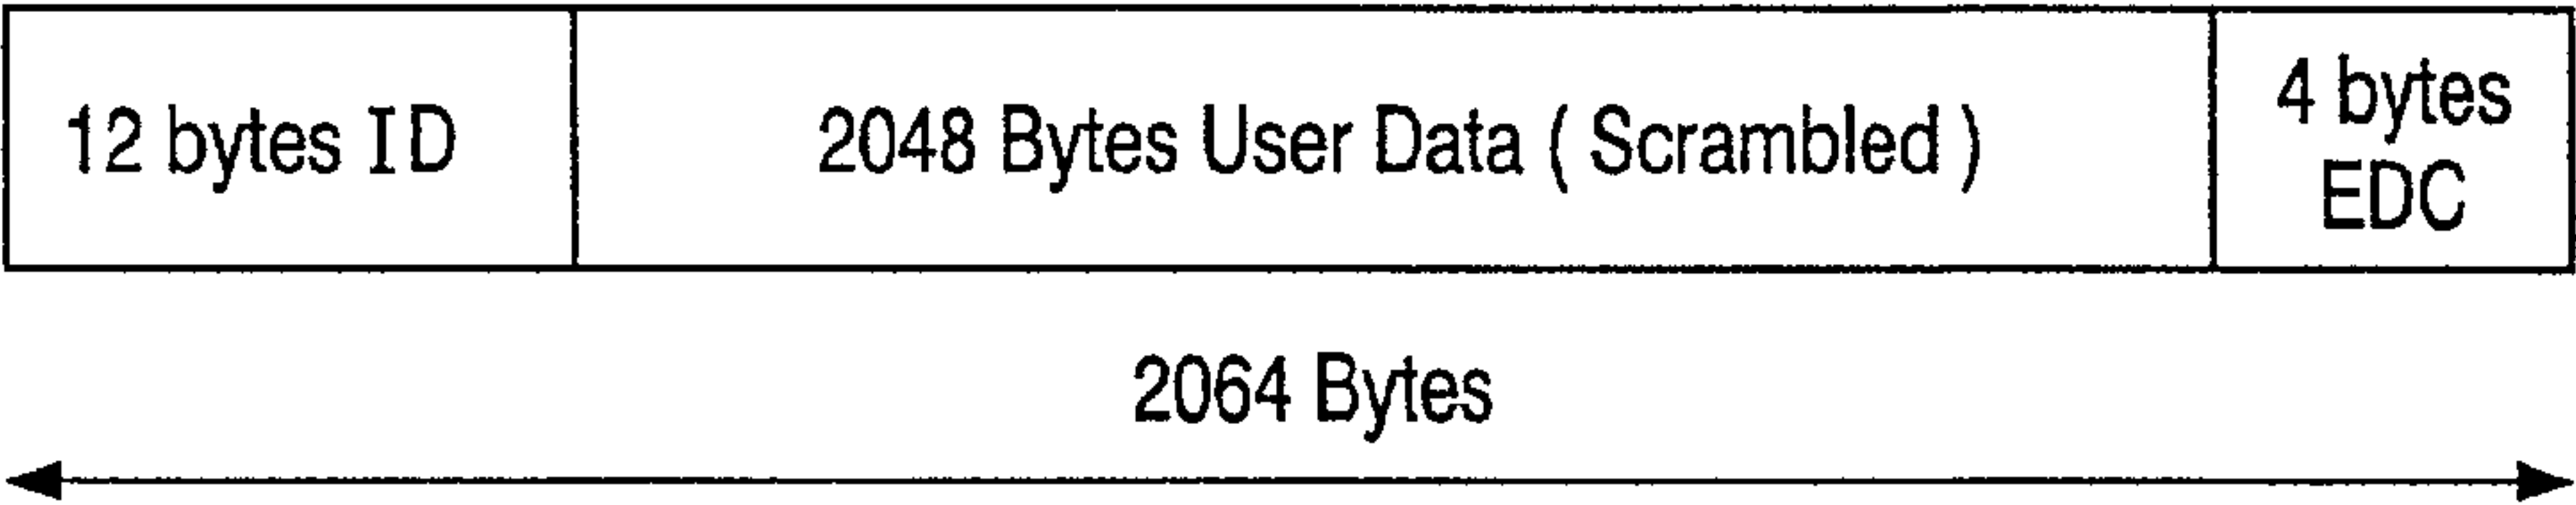 12 bytes ID
2048 Bytes User Data ( Scrambled )
4 bytes
EDC
2064 Bytes